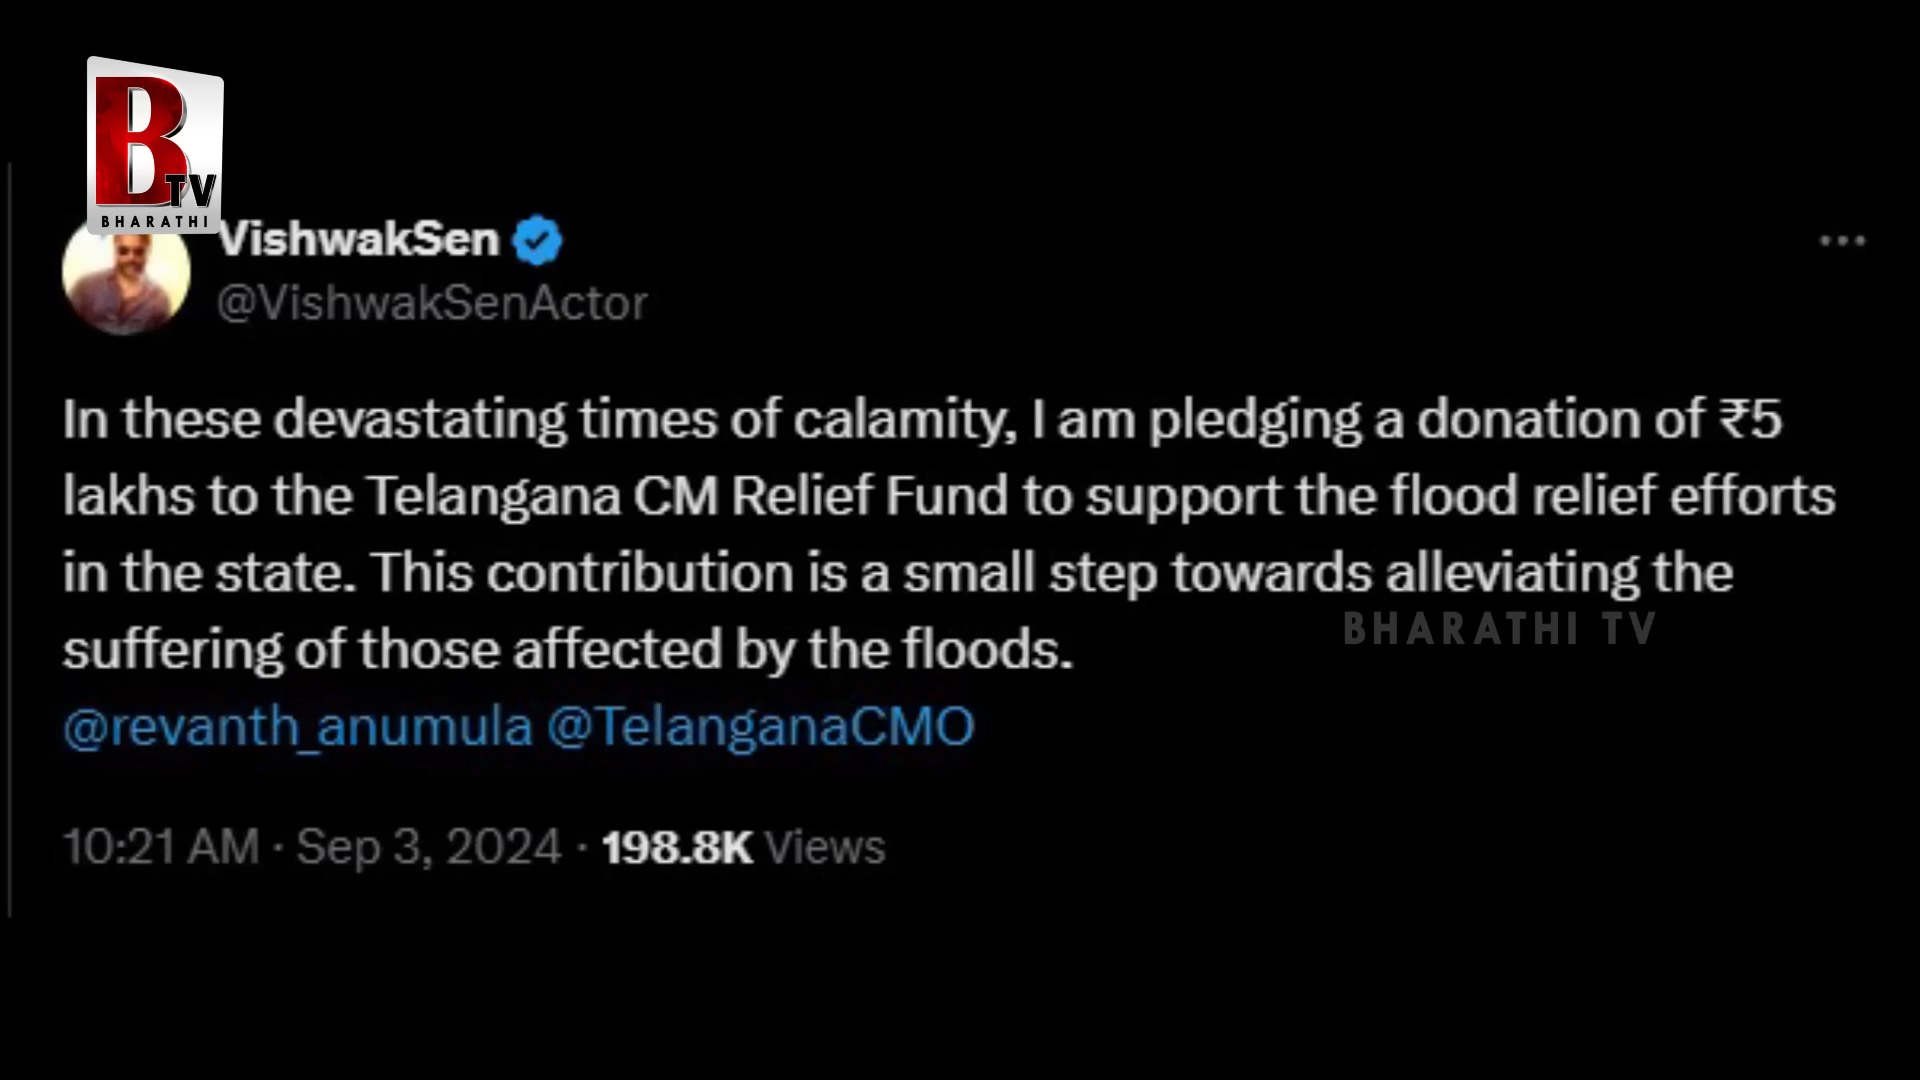 B
TV
BHARATHI
VishwakSen
@VishwakSenActor
In these devastating times of calamity, I am pledging a donation of ₹5
lakhs to the Telangana CM Relief Fund to support the flood relief efforts
in the state. This contribution is a small step towards alleviating the
suffering of those affected by the floods.
BHARATHI TV
@revanth_anumula @TelanganaCMO
10:21 AM · Sep 3, 2024 · 198.8K Views